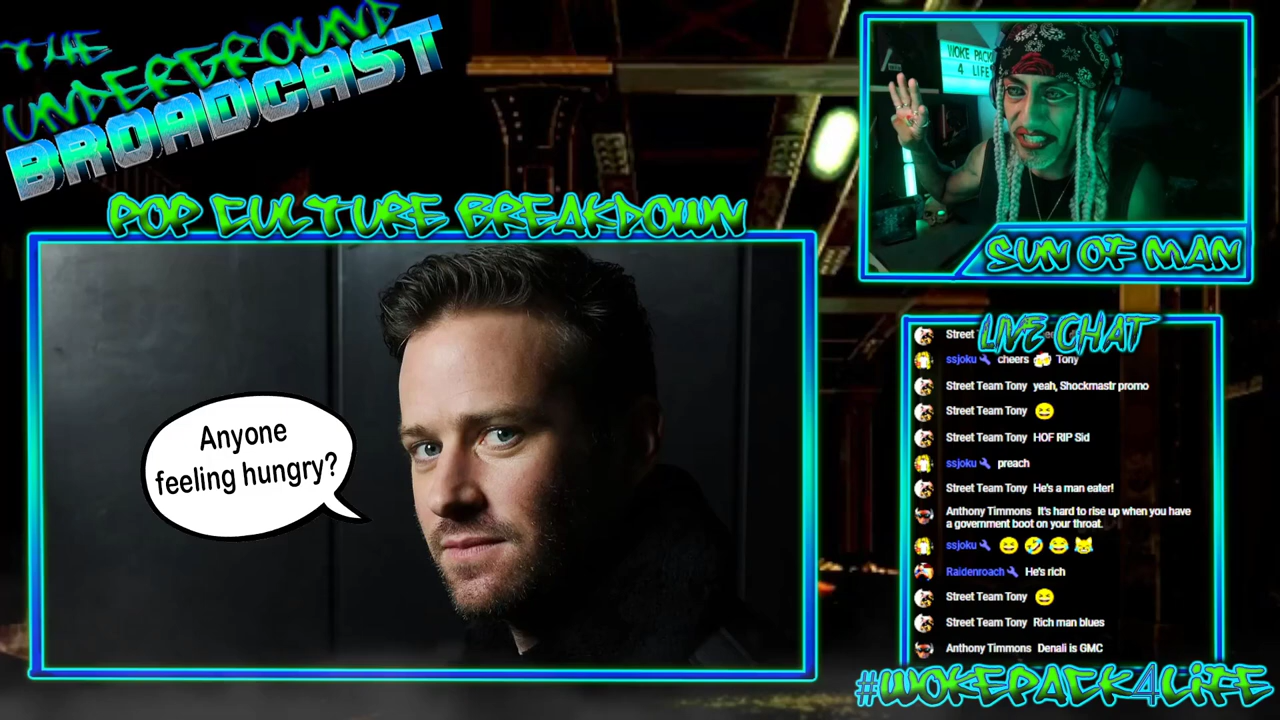 THE
UNDERGROUND
BROADCAST
POP CULTURE BREAKDOWN
Anyone
feeling hungry?
WOKE PACK
4 LIFE
SUN OF MAN
LIVE CHAT
Street
ssjoku cheers Tony
Street Team Tony yeah, Shockmastr promo
Street Team Tony 😆
Street Team Tony HOF RIP Sid
ssjoku preach
Street Team Tony He's a man eater!
Anthony Timmons It's hard to rise up when you have
a government boot on your throat.
ssjoku 😆 🤣 😂 😹
Raidenroach He's rich
Street Team Tony 😆
Street Team Tony Rich man blues
Anthony Timmons Denali is GMC
#WOKEPACK4LIFE